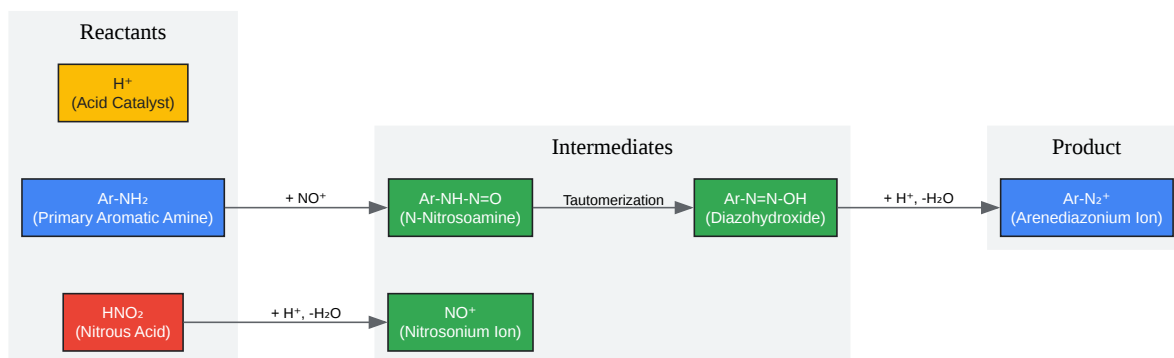 Reactants
H⁺
(Acid Catalyst)
Intermediates
Product
Ar-NH₂
(Primary Aromatic Amine)
+ NO⁺
Ar-NH-N=O
(N-Nitrosoamine)
Tautomerization
Ar-N=N-OH
(Diazohydroxide)
+ H⁺, -H₂O
Ar-N₂⁺
(Arenediazonium Ion)
HNO₂
(Nitrous Acid)
+ H⁺, -H₂O
NO⁺
(Nitrosonium Ion)